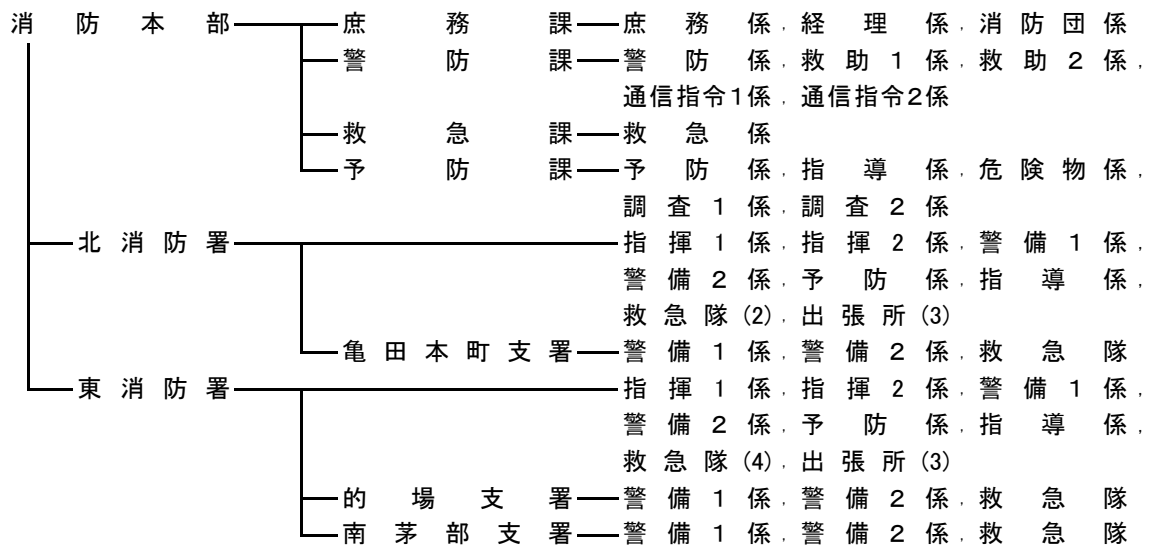 消防本部 庶務課 庶務係，経理係，消防団係
警防課 警防係，救助1係，救助2係，
通信指令1係，通信指令2係
救急課 救急係
予防課 予防係，指導係，危険物係，
調査1係，調査2係
北消防署 指揮1係，指揮2係，警備1係，
警備2係，予防係，指導係，
救急隊(2)，出張所(3)
亀田本町支署 警備1係，警備2係，救急隊
東消防署 指揮1係，指揮2係，警備1係，
警備2係，予防係，指導係，
救急隊(4)，出張所(3)
的場支署 警備1係，警備2係，救急隊
南茅部支署 警備1係，警備2係，救急隊